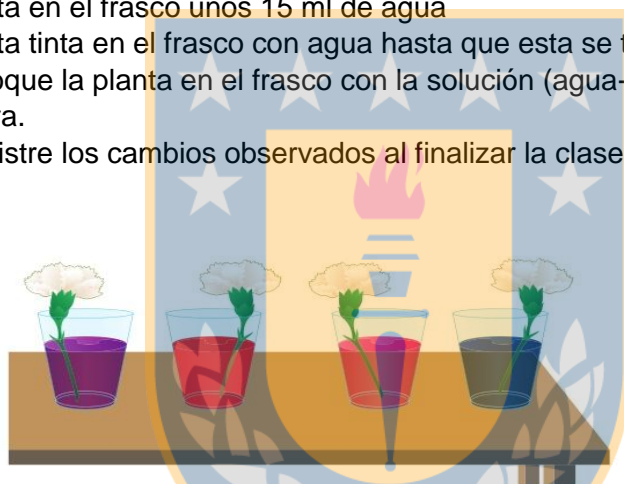 ta en el frasco unos 15 ml de agua
ta tinta en el frasco con agua hasta que esta se t
oque la planta en el frasco con la solución (agua-
ra.
istre los cambios observados al finalizar la clase